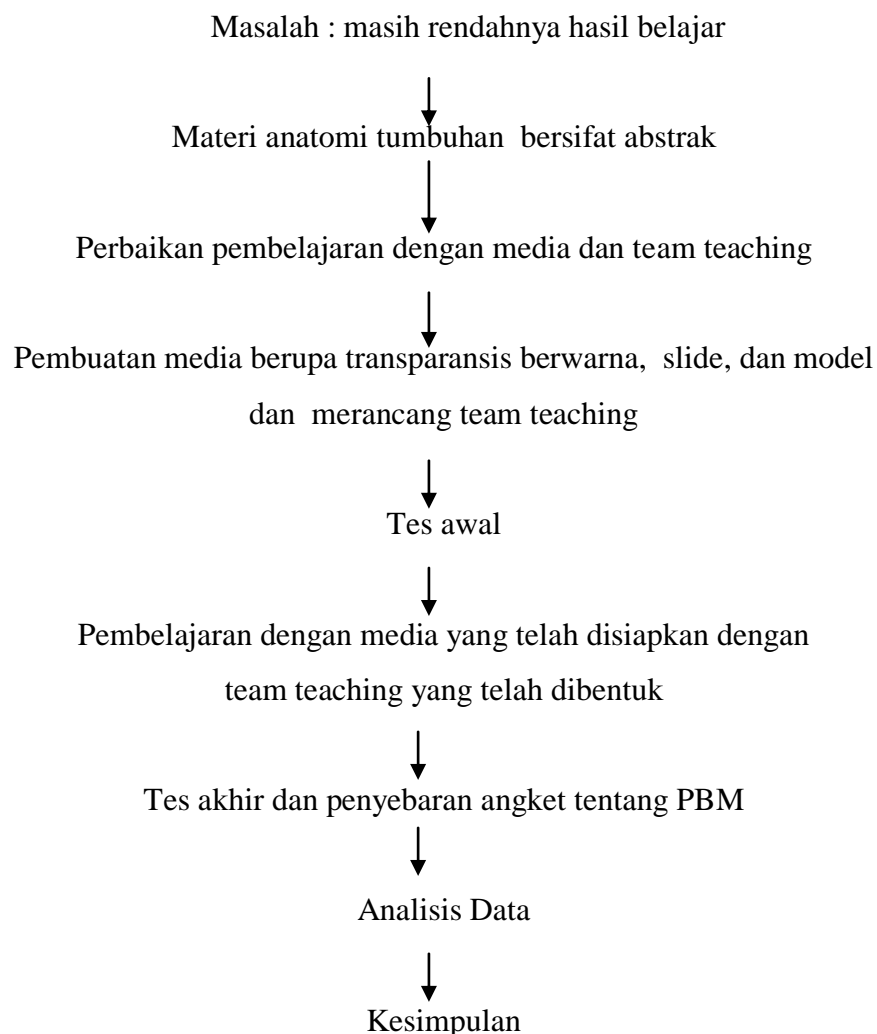 Masalah : masih rendahnya hasil belajar
Materi anatomi tumbuhan  bersifat abstrak
Perbaikan pembelajaran dengan media dan team teaching
Pembuatan media berupa transparansis berwarna,  slide, dan model
dan  merancang team teaching
Tes awal
Pembelajaran dengan media yang telah disiapkan dengan
team teaching yang telah dibentuk
Tes akhir dan penyebaran angket tentang PBM
Analisis Data
Kesimpulan